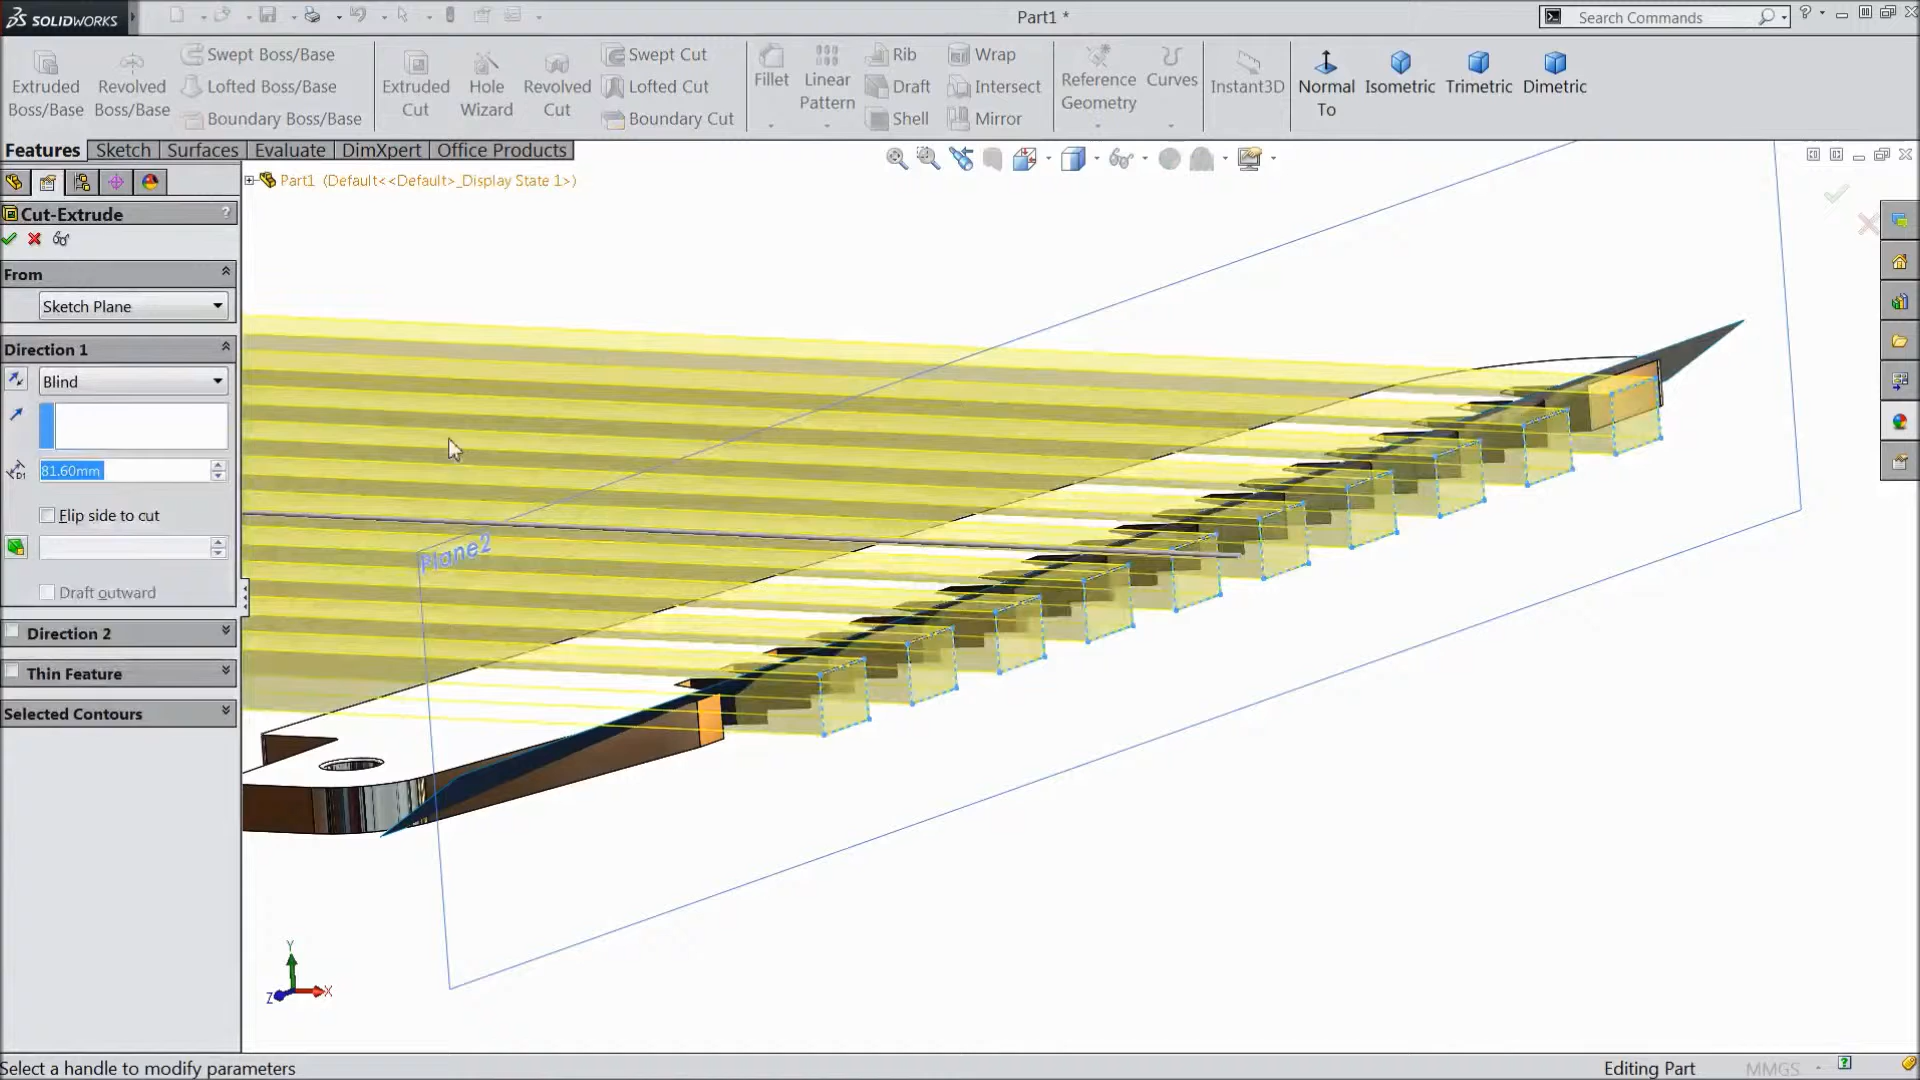 SOLIDWORKS
Part1 *
Search Commands
Extruded Boss/Base
Revolved Boss/Base
Swept Boss/Base
Lofted Boss/Base
Boundary Boss/Base
Extruded Cut
Hole Wizard
Revolved Cut
Swept Cut
Lofted Cut
Boundary Cut
Fillet
Linear Pattern
Rib
Draft
Shell
Wrap
Intersect
Mirror
Reference Geometry
Curves
Instant3D
Normal To
Isometric
Trimetric
Dimetric
Features
Sketch
Surfaces
Evaluate
DimXpert
Office Products
Part1 (Default<<Default>_Display State 1>)
Cut-Extrude
?
From
Sketch Plane
Direction 1
Blind
D1
81.60mm
Flip side to cut
Draft outward
Direction 2
Thin Feature
Selected Contours
Plane2
Y
Z
X
Select a handle to modify parameters
Editing Part
MMGS
?